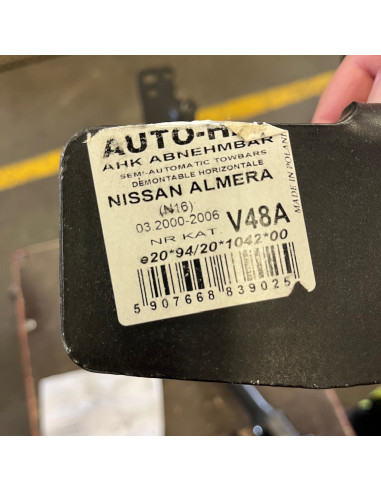 AUTO-H
AHK ABNEHMBAR
SEMI-AUTOMATIC TOWBARS
DEMONTABLE HORIZONTALE
NISSAN ALMERA
(N16)
03.2000-2006
V48A
NR KAT.
e20*94/20*1042*00
5 907668 839025
MADE IN POLAND